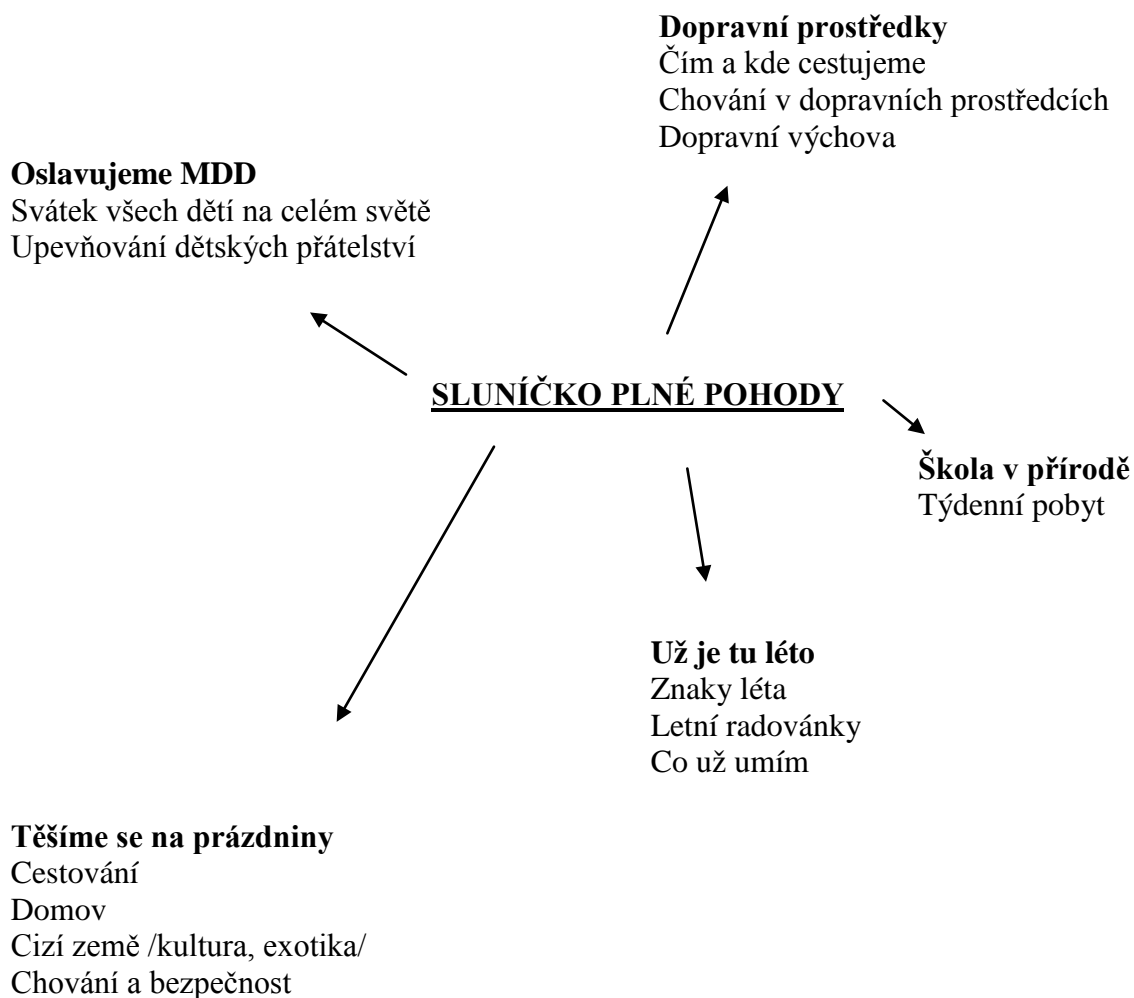 Dopravní prostředky
Čím a kde cestujeme
Chování v dopravních prostředcích
Dopravní výchova
Oslavujeme MDD
Svátek všech dětí na celém světě
Upevňování dětských přátelství
SLUNÍČKO PLNÉ POHODY
Škola v přírodě
Týdenní pobyt
Už je tu léto
Znaky léta
Letní radovánky
Co už umím
Těšíme se na prázdniny
Cestování
Domov
Cizí země /kultura, exotika/
Chování a bezpečnost